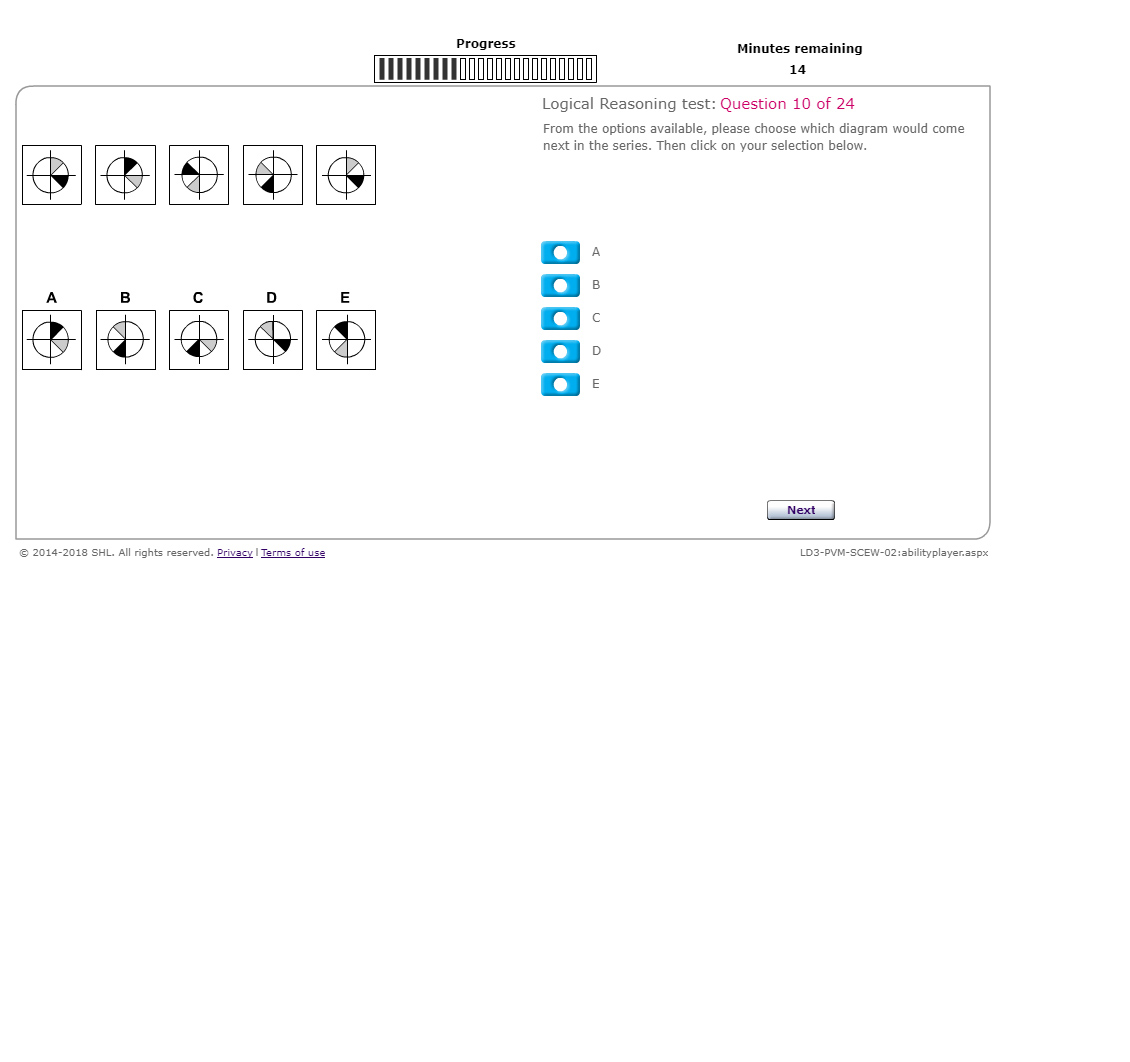 Progress
Minutes remaining
14
Logical Reasoning test: Question 10 of 24
From the options available, please choose which diagram would come
next in the series. Then click on your selection below.
A B C D E
A
B
C
D
E
Next
© 2014-2018 SHL. All rights reserved. Privacy | Terms of use
LD3-PVM-SCEW-02:abilityplayer.aspx